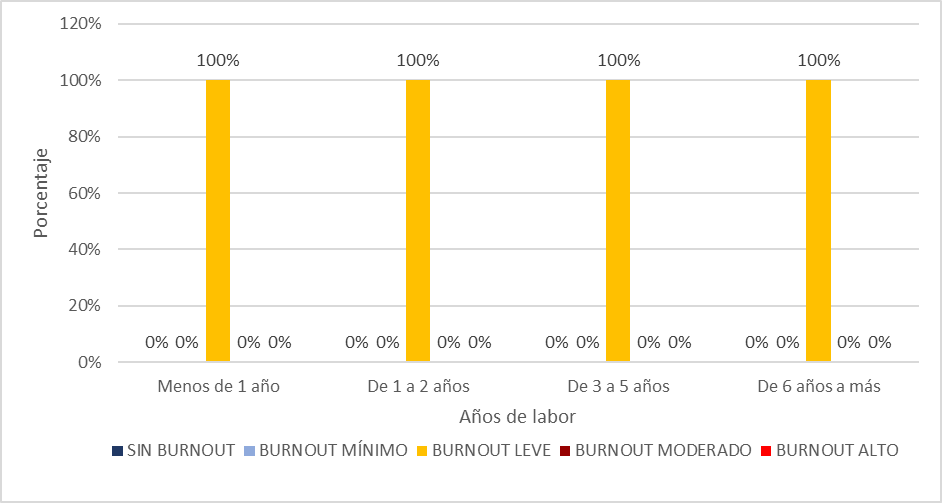 120%
100% 100% 100% 100%
100%
80%
60%
40%
20%
0% 0% 0% 0% 0% 0% 0% 0% 0% 0% 0% 0% 0% 0% 0% 0%
0%
Porcentaje
Menos de 1 año De 1 a 2 años De 3 a 5 años De 6 años a más
Años de labor
SIN BURNOUT BURNOUT MÍNIMO BURNOUT LEVE BURNOUT MODERADO BURNOUT ALTO